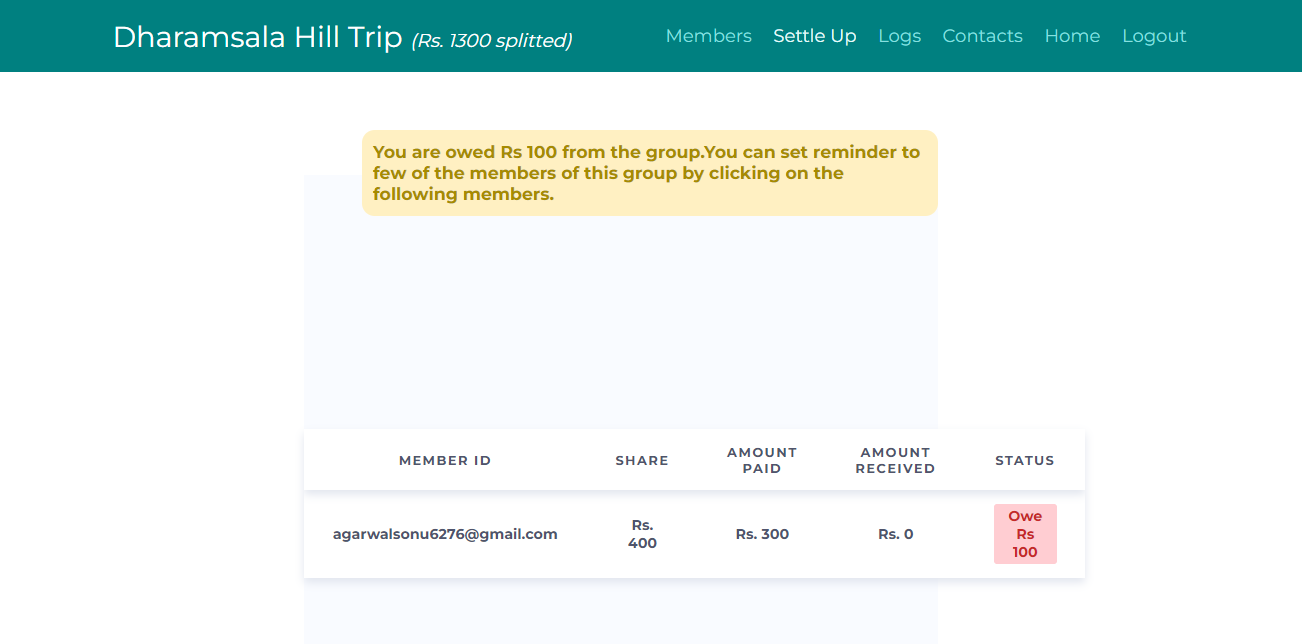 Dharamsala Hill Trip (Rs. 1300 splitted)
Members Settle Up Logs Contacts Home Logout
You are owed Rs 100 from the group.You can set reminder to
few of the members of this group by clicking on the
following members.
MEMBER ID
SHARE
AMOUNT
PAID
AMOUNT
RECEIVED
STATUS
agarwalsonu6276@gmail.com
Rs.
400
Rs. 300
Rs. 0
Owe
Rs
100